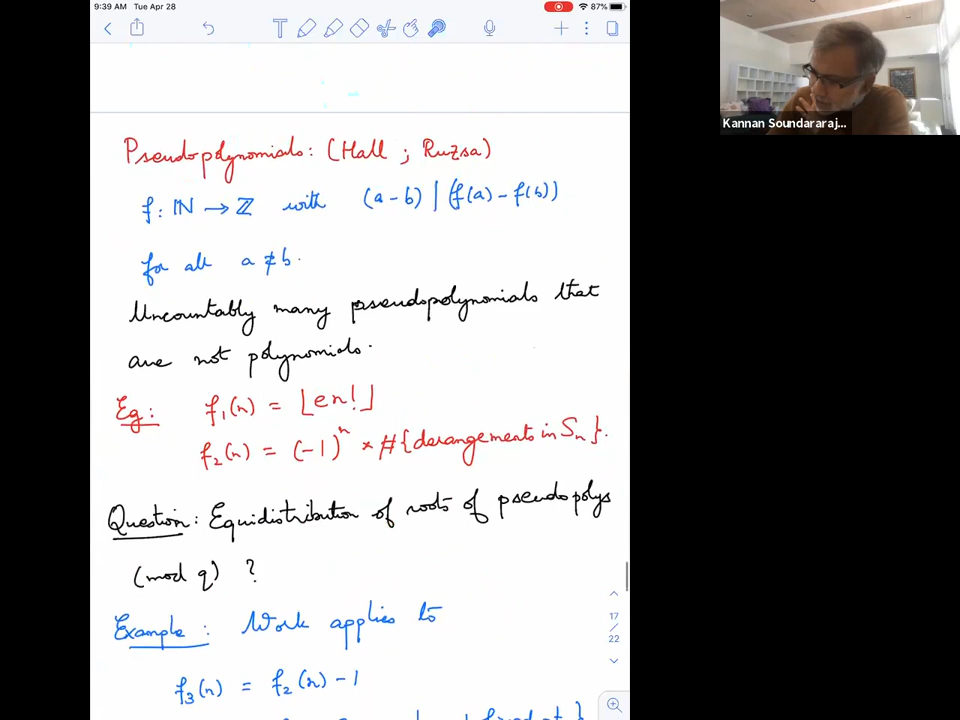 9:39 AM Tue Apr 28
87%
Pseudopolynomials: (Hall ; Ruzsa)
f: ℕ → ℤ with (a-b) | (f(a) - f(b))
for all a ≠ b.
Uncountably many pseudopolynomials that
are not polynomials.
Eg: f₁(n) = ⌊en!⌋
f₂(n) = (-1)ⁿ × #{derangements in Sₙ}.
Question: Equidistribution of roots of pseudopolys
(mod q) ?
Example: Work applies to
f₃(n) = f₂(n) - 1
17
/
22
Kannan Soundararaj...